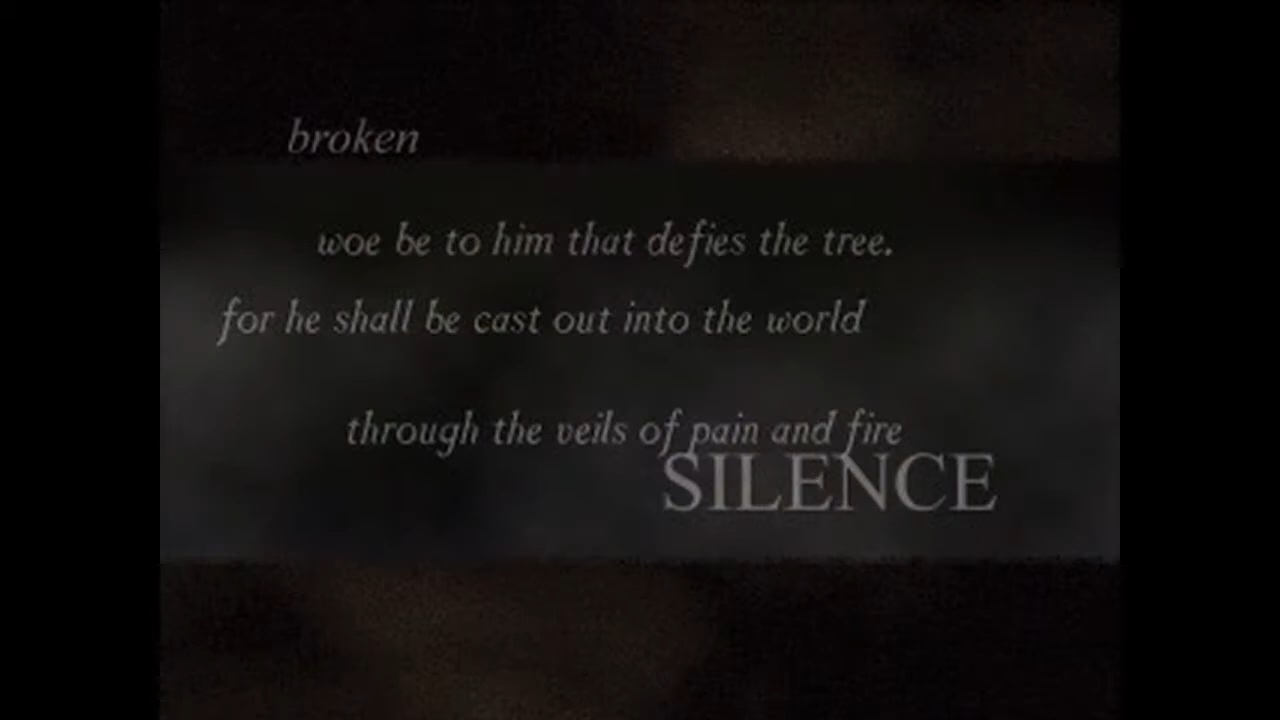 broken
woe be to him that defies the tree.
for he shall be cast out into the world
through the veils of pain and fire
SILENCE